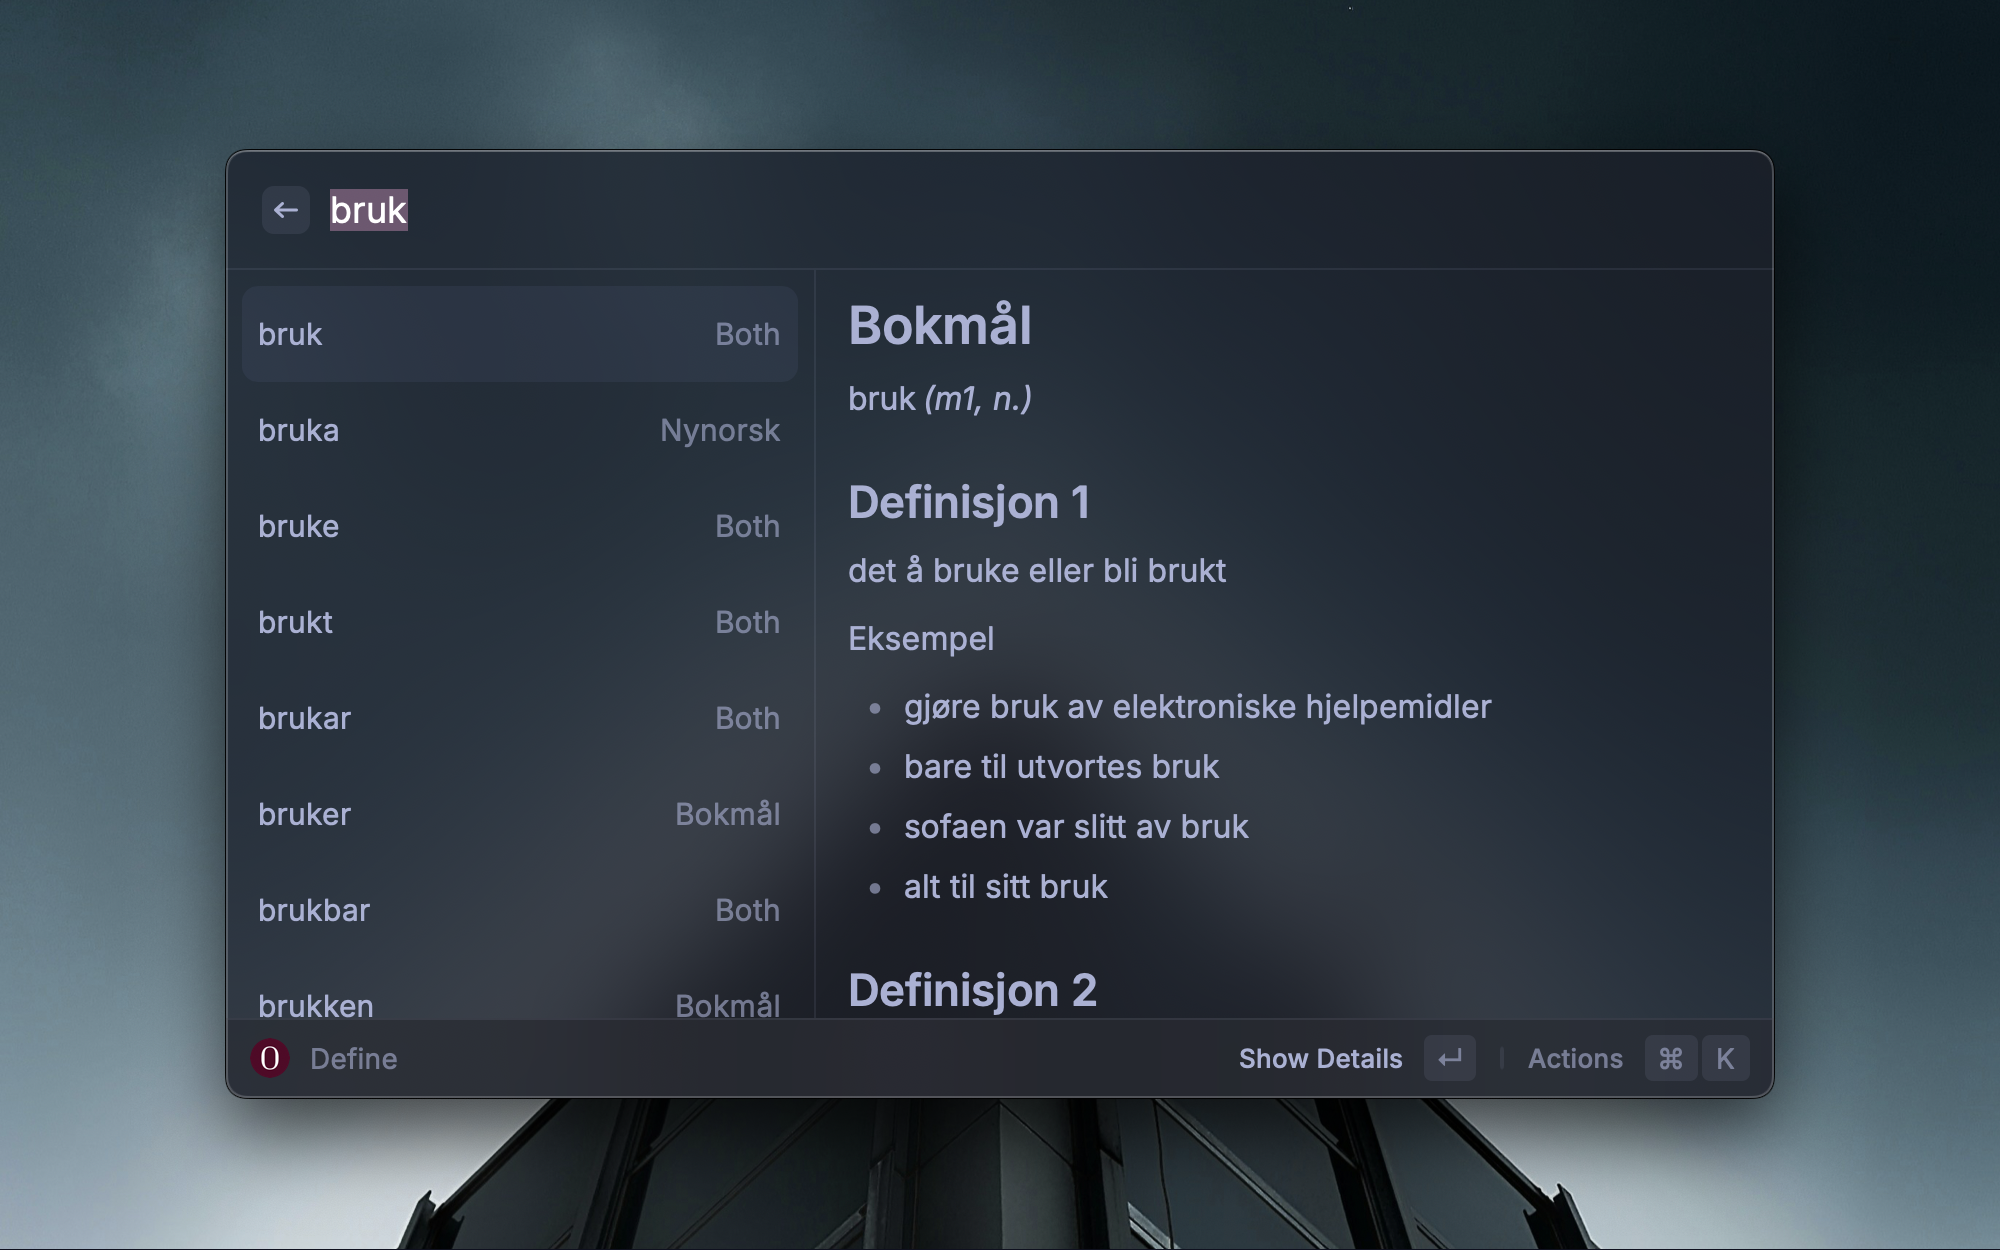 bruk
bruk Both
bruka Nynorsk
bruke Both
brukt Both
brukar Both
bruker Bokmål
brukbar Both
brukken Bokmål
Bokmål
bruk (m1, n.)
Definisjon 1
det å bruke eller bli brukt
Eksempel
• gjøre bruk av elektroniske hjelpemidler
• bare til utvortes bruk
• sofaen var slitt av bruk
• alt til sitt bruk
Definisjon 2
O Define
Show Details ↵ | Actions ⌘ K